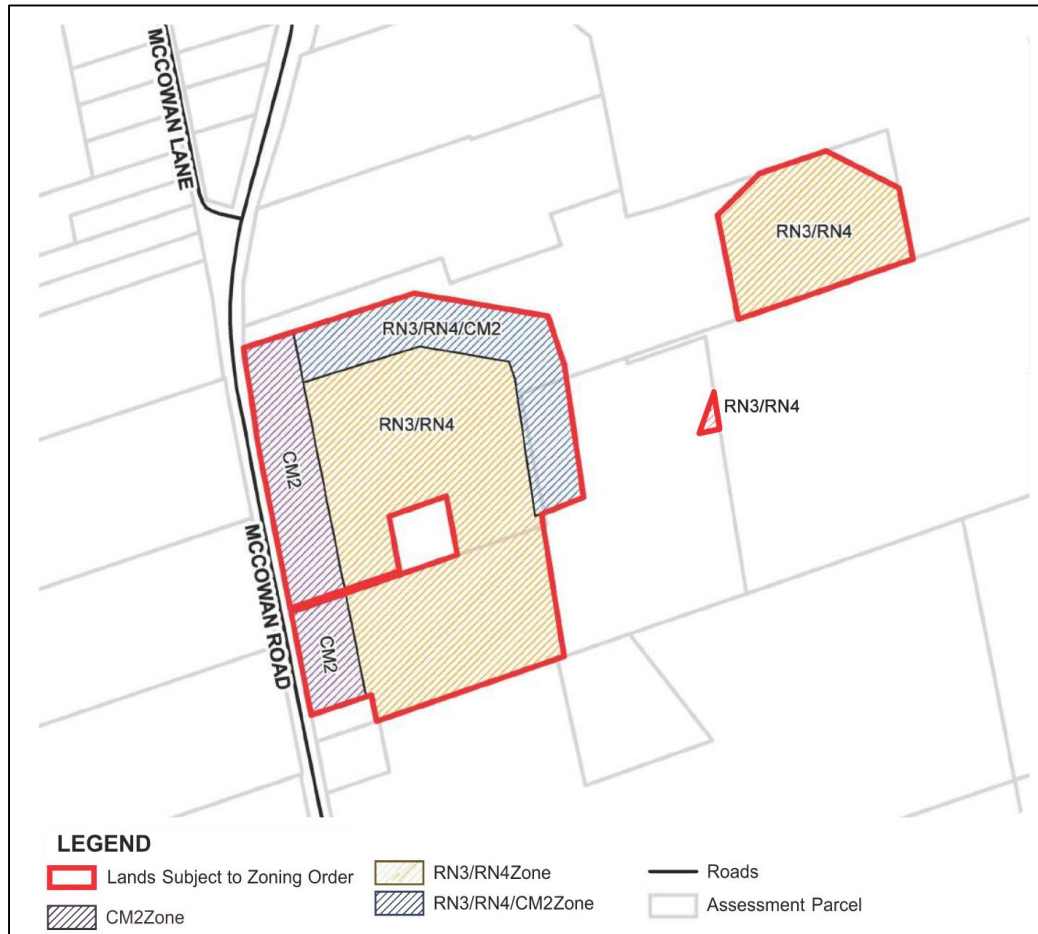 MCCOWAN LANE
RN3/RN4
RN3/RN4/CM2
RN3/RN4
RN3/RN4
CM2
MCCOWAN ROAD
CM2
LEGEND
Lands Subject to Zoning Order
CM2Zone
RN3/RN4Zone
RN3/RN4/CM2Zone
Roads
Assessment Parcel